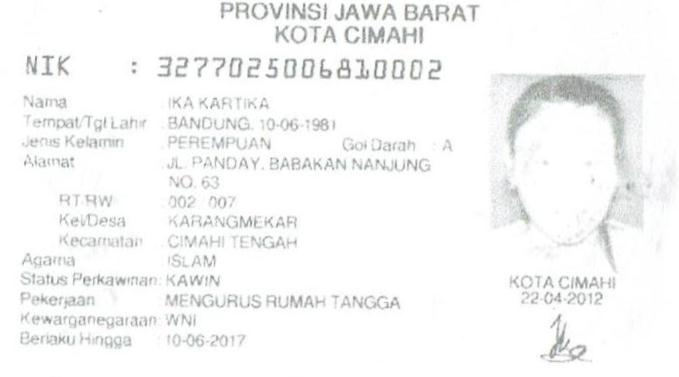 PROVINSI JAWA BARAT
KOTA CIMAHI
NIK : 3277025006810002
Nama : IKA KARTIKA
Tempat/Tgl Lahir : BANDUNG, 10-06-1981
Jenis Kelamin : PEREMPUAN Gol Darah : A
Alamat : JL. PANDAY. BABAKAN NANJUNG
NO. 63
RT/RW : 002 / 007
Kel/Desa : KARANGMEKAR
Kecamatan : CIMAHI TENGAH
Agama : ISLAM
Status Perkawinan: KAWIN
Pekerjaan : MENGURUS RUMAH TANGGA
Kewarganegaraan: WNI
Berlaku Hingga : 10-06-2017
KOTA CIMAHI
22-04-2012